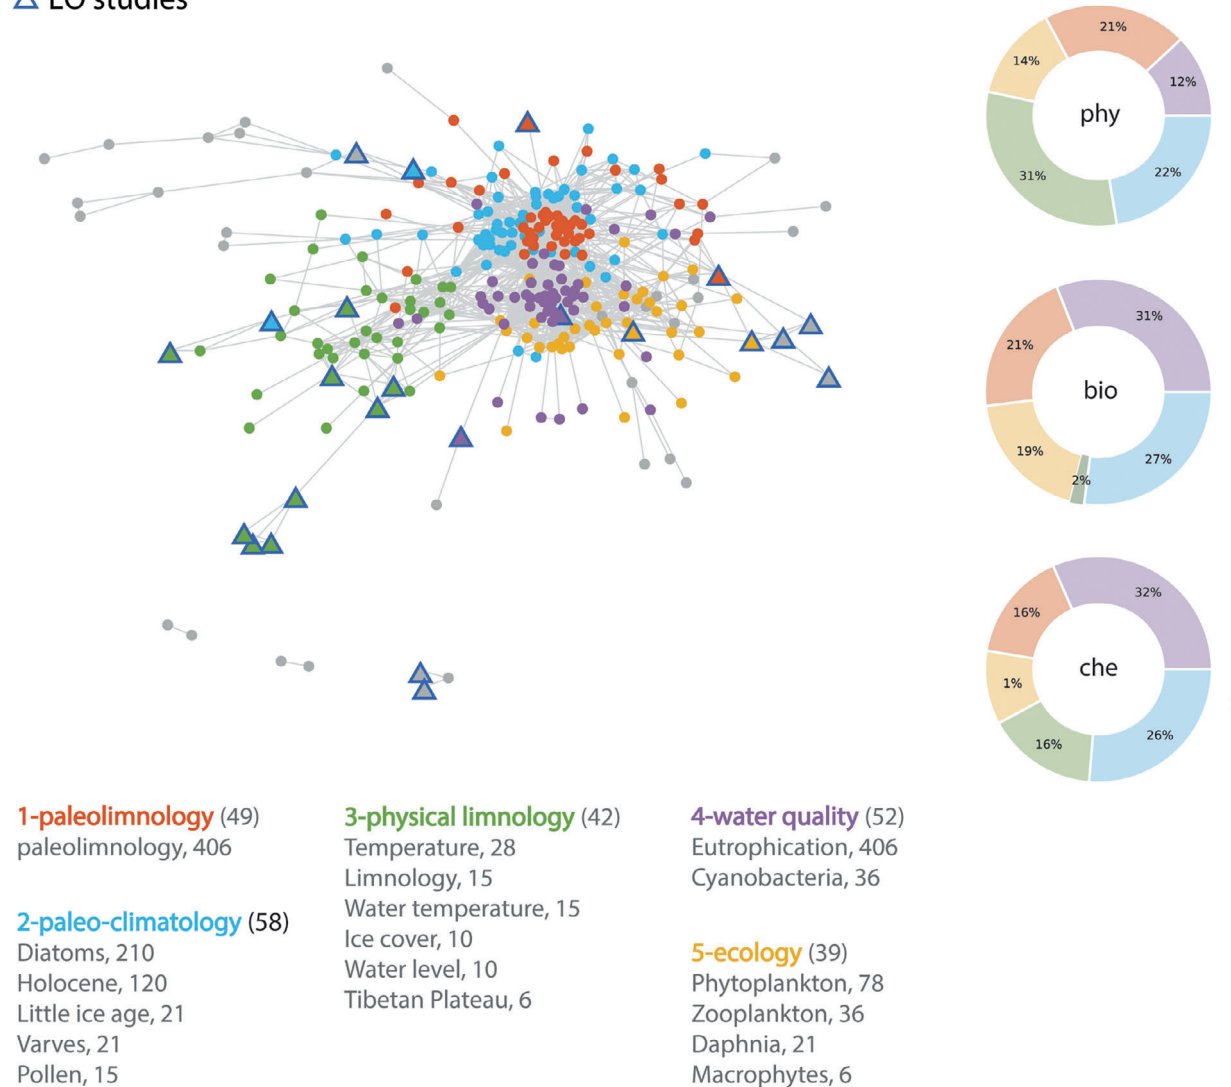 EO studies
21%
14%
12%
phy
31%
22%
31%
21%
bio
19%
27%
2%
32%
16%
che
1%
16%
26%
1-paleolimnology (49)
paleolimnology, 406
2-paleo-climatology (58)
Diatoms, 210
Holocene, 120
Little ice age, 21
Varves, 21
Pollen, 15
3-physical limnology (42)
Temperature, 28
Limnology, 15
Water temperature, 15
Ice cover, 10
Water level, 10
Tibetan Plateau, 6
4-water quality (52)
Eutrophication, 406
Cyanobacteria, 36
5-ecology (39)
Phytoplankton, 78
Zooplankton, 36
Daphnia, 21
Macrophytes, 6